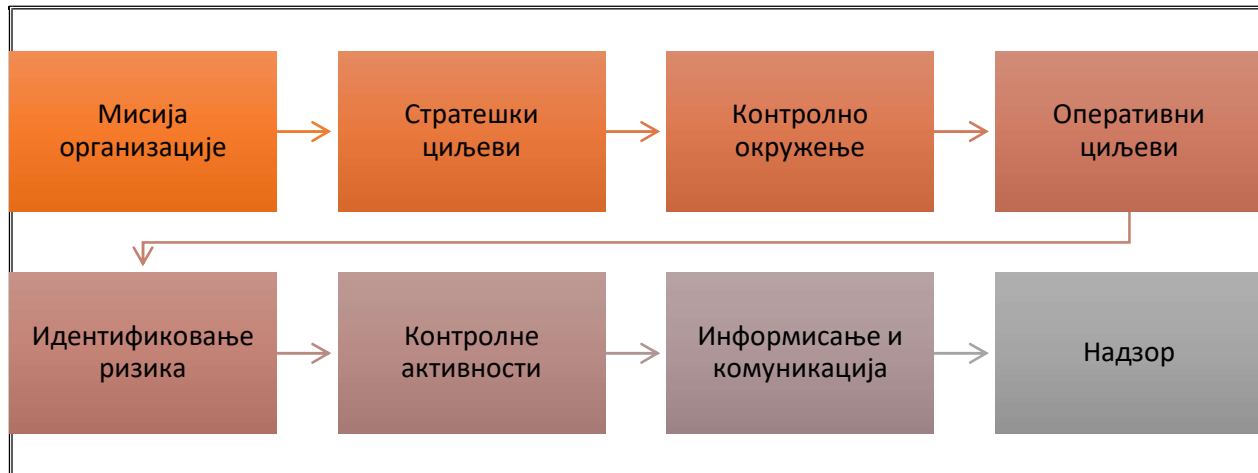 Мисија
организације
Стратешки
циљеви
Контролно
окружење
Оперативни
циљеви
Идентификовање
ризика
Контролне
активности
Информисање и
комуникација
Надзор